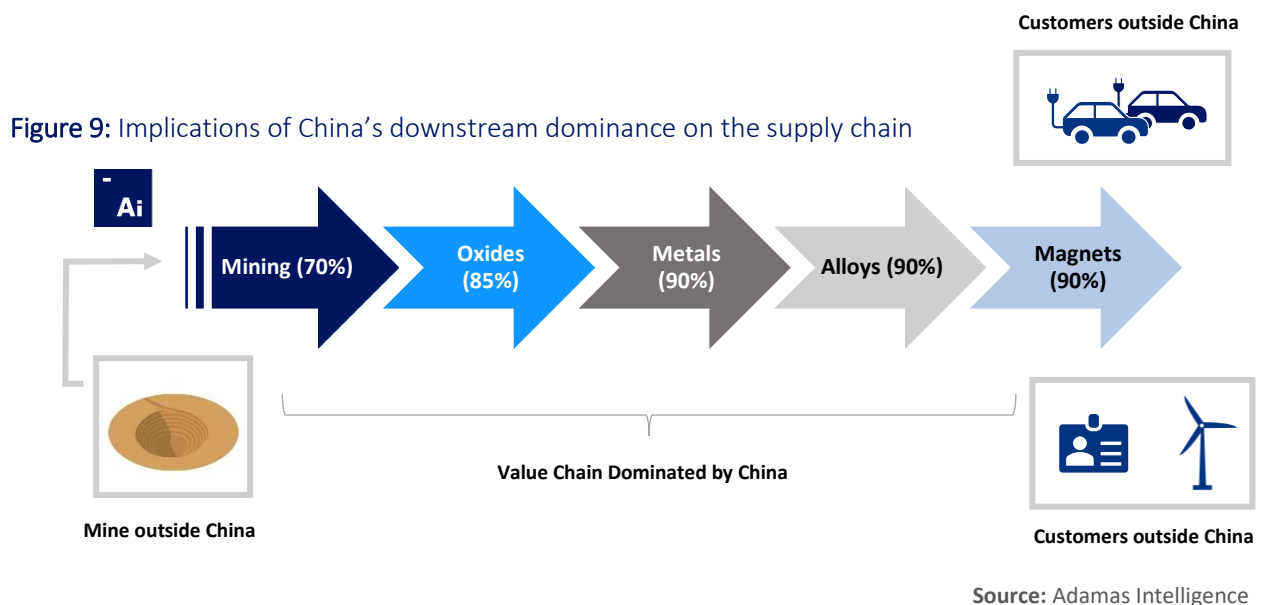 Customers outside China
Figure 9: Implications of China’s downstream dominance on the supply chain
Ai
Mining (70%)
Oxides
(85%)
Metals
(90%)
Alloys (90%)
Magnets
(90%)
Value Chain Dominated by China
Mine outside China
Customers outside China
Source: Adamas Intelligence